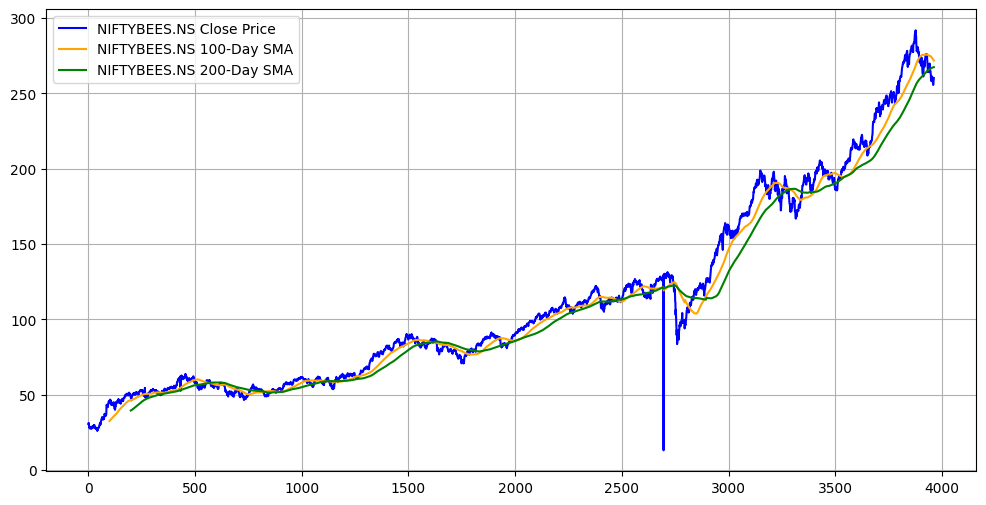 NIFTYBEES.NS Close Price
NIFTYBEES.NS 100-Day SMA
NIFTYBEES.NS 200-Day SMA
300
250
200
150
100
50
0
0 500 1000 1500 2000 2500 3000 3500 4000